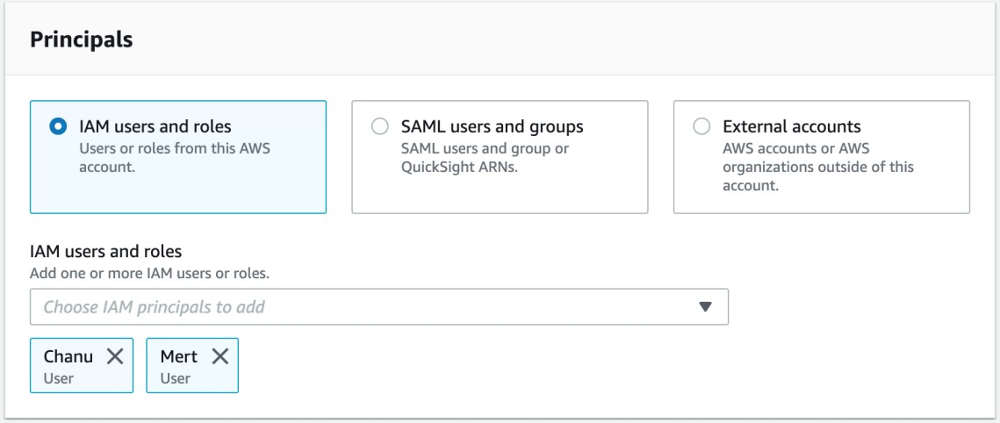 Principals
IAM users and roles
Users or roles from this AWS
account.
SAML users and groups
SAML users and group or
QuickSight ARNs.
External accounts
AWS accounts or AWS
organizations outside of this
account.
IAM users and roles
Add one or more IAM users or roles.
Choose IAM principals to add
Chanu
User
Mert
User